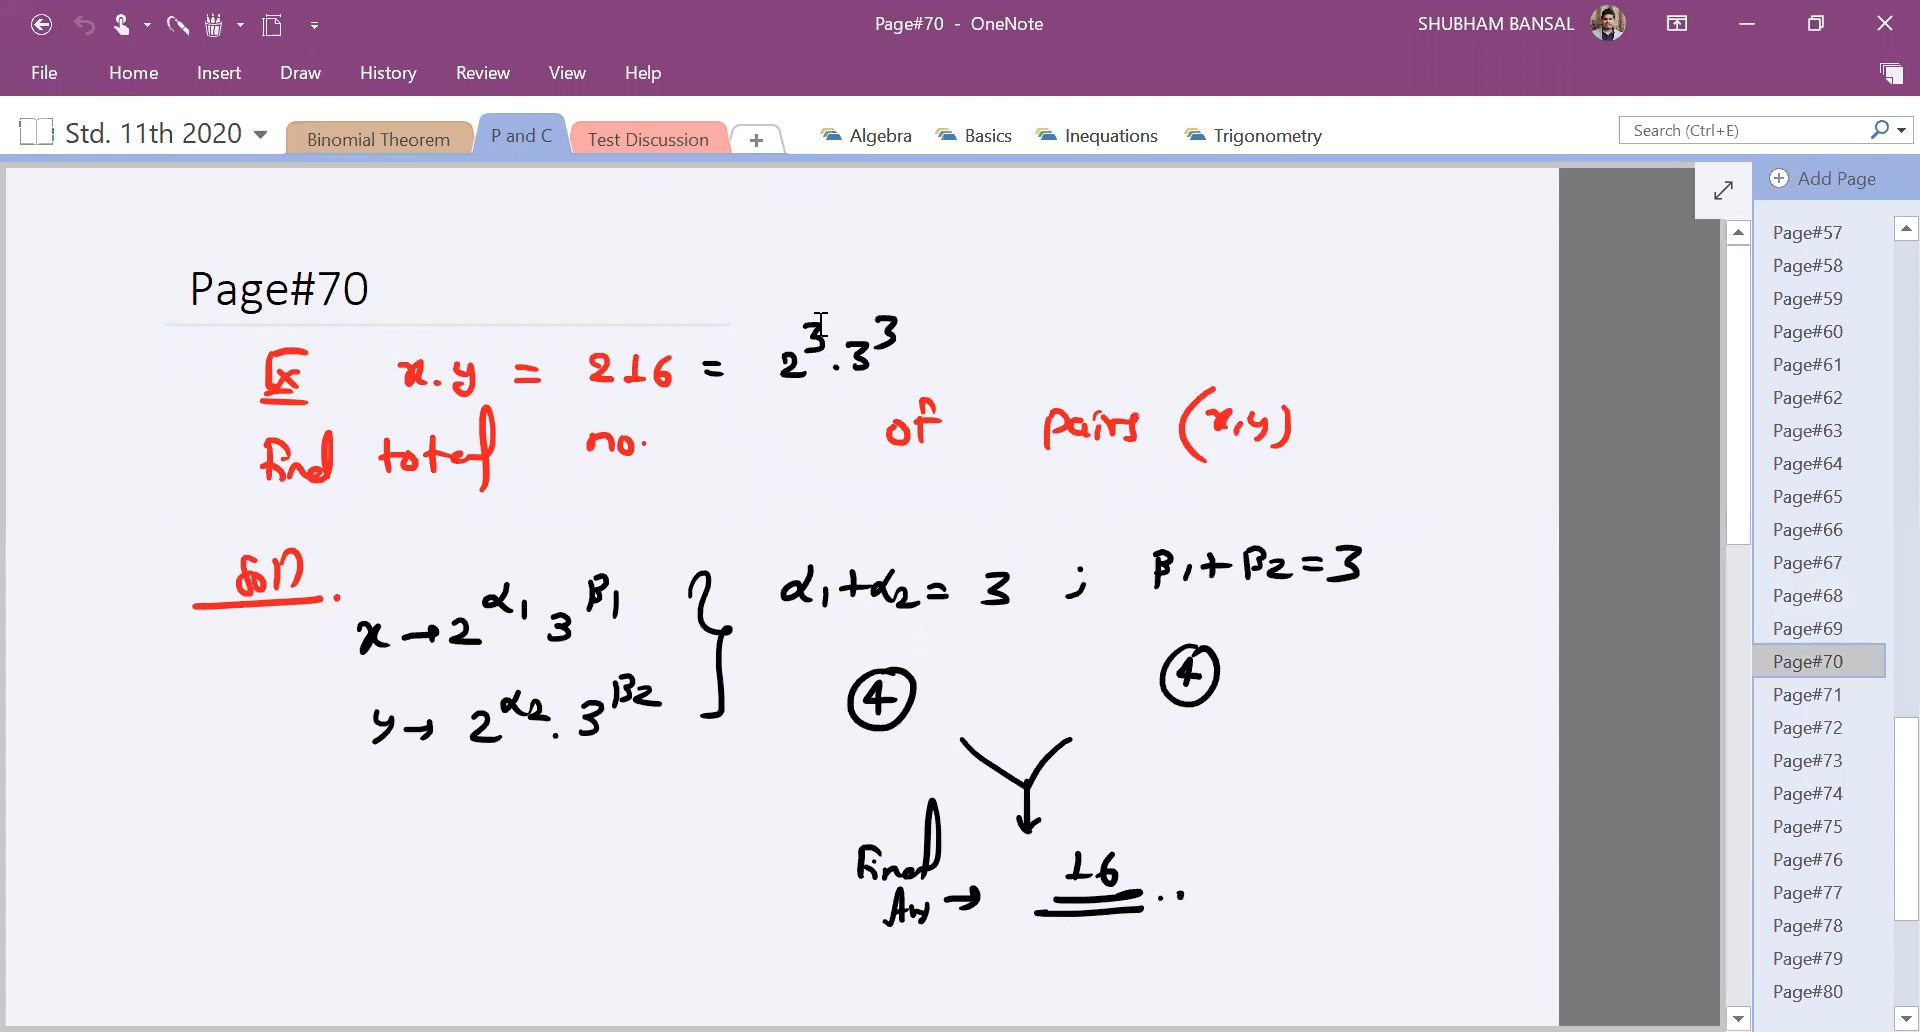 Page#70 - OneNote
SHUBHAM BANSAL
File Home Insert Draw History Review View Help
Std. 11th 2020
Binomial Theorem P and C Test Discussion + Algebra Basics Inequations Trigonometry
Search (Ctrl+E)
Add Page
Page#57
Page#58
Page#59
Page#60
Page#61
Page#62
Page#63
Page#64
Page#65
Page#66
Page#67
Page#68
Page#69
Page#70
Page#71
Page#72
Page#73
Page#74
Page#75
Page#76
Page#77
Page#78
Page#79
Page#80
Page#70
Ex x.y = 216 = 2³.3³
Find total no. of pairs (x,y)
Soln.
x → 2^α₁ 3^β₁ } α₁+α₂ = 3 ; β₁+β₂ = 3
y → 2^α₂ . 3^β₂
4 4
Final
Ans → 16 ..